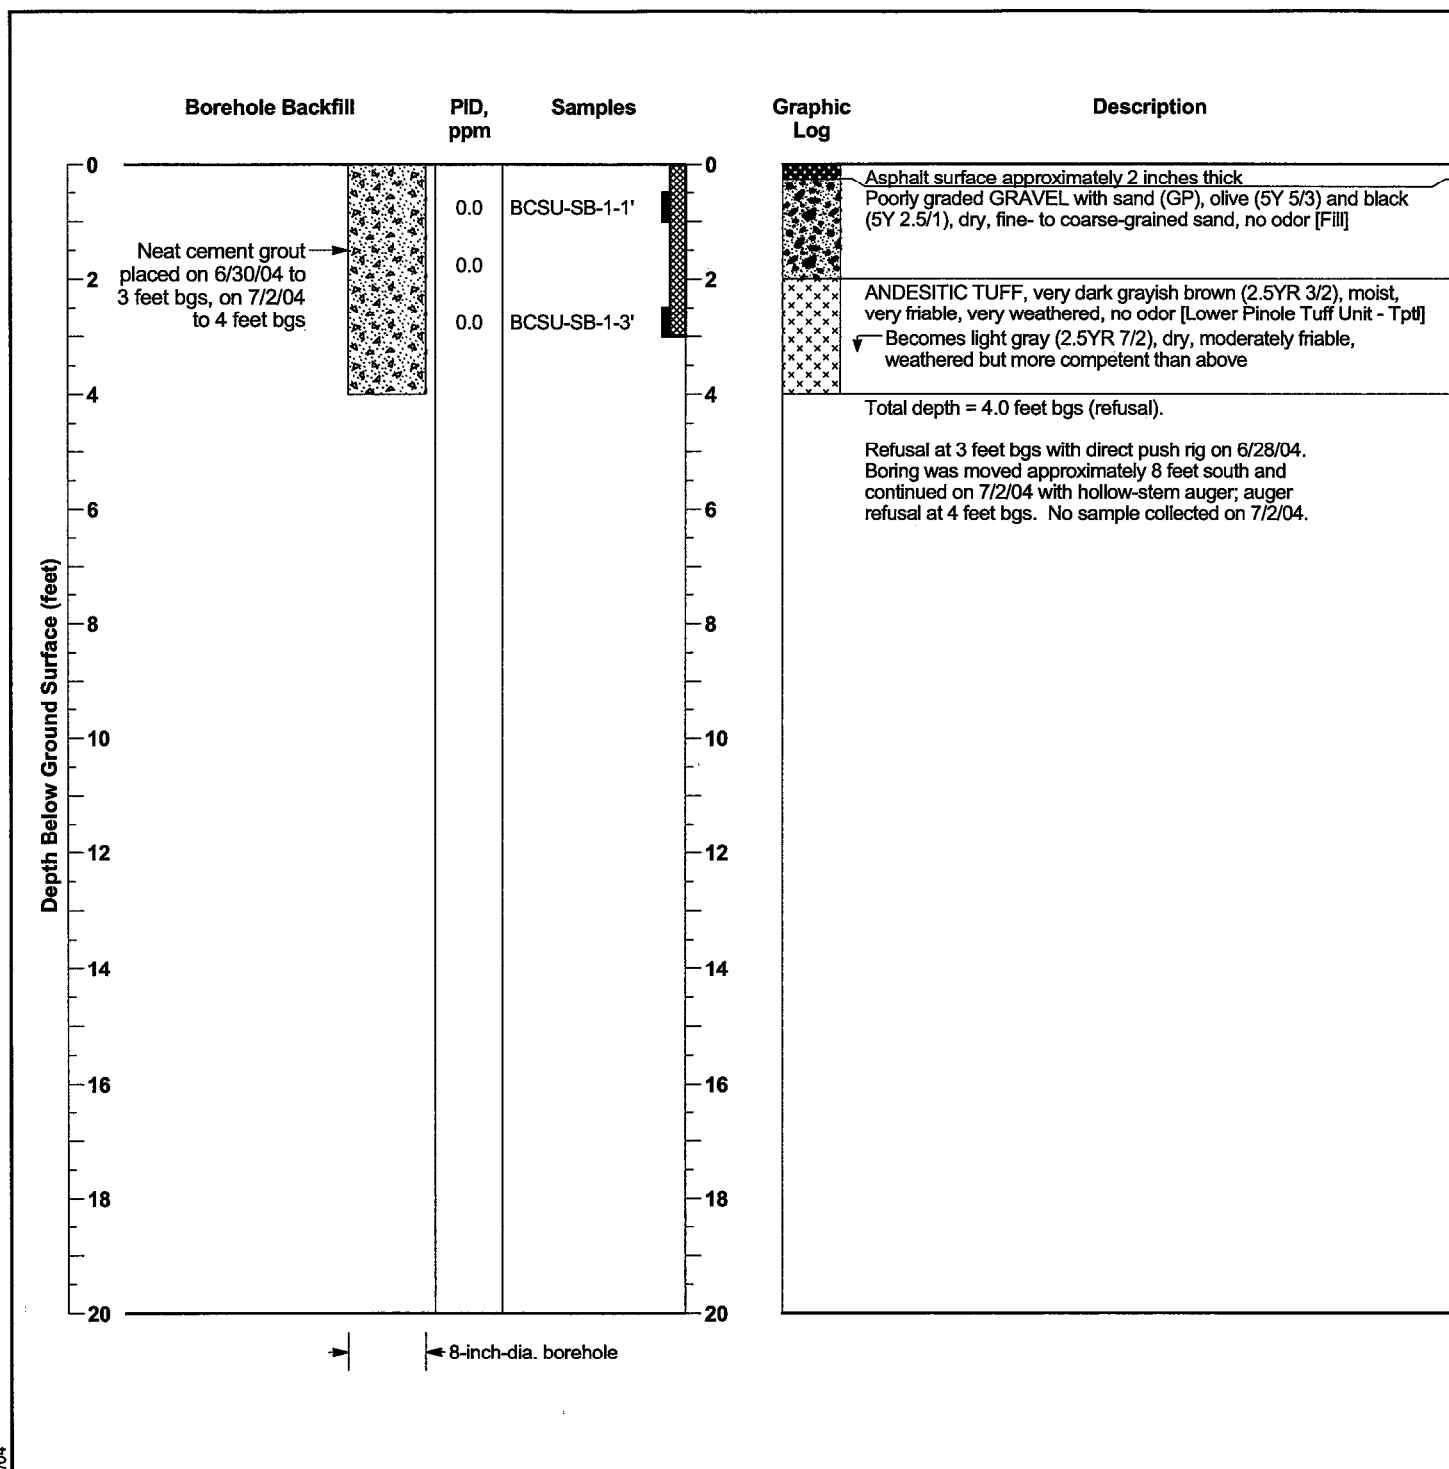 Borehole Backfill
PID,
ppm
Samples
Graphic
Log
Description
Depth Below Ground Surface (feet)
0
2
4
6
8
10
12
14
16
18
20
Neat cement grout
placed on 6/30/04 to
3 feet bgs, on 7/2/04
to 4 feet bgs
0.0
0.0
0.0
BCSU-SB-1-1'
BCSU-SB-1-3'
0
2
4
6
8
10
12
14
16
18
20
Asphalt surface approximately 2 inches thick
Poorly graded GRAVEL with sand (GP), olive (5Y 5/3) and black
(5Y 2.5/1), dry, fine- to coarse-grained sand, no odor [Fill]
ANDESITIC TUFF, very dark grayish brown (2.5YR 3/2), moist,
very friable, very weathered, no odor [Lower Pinole Tuff Unit - Tptl]
Becomes light gray (2.5YR 7/2), dry, moderately friable,
weathered but more competent than above
Total depth = 4.0 feet bgs (refusal).
Refusal at 3 feet bgs with direct push rig on 6/28/04.
Boring was moved approximately 8 feet south and
continued on 7/2/04 with hollow-stem auger; auger
refusal at 4 feet bgs. No sample collected on 7/2/04.
8-inch-dia. borehole